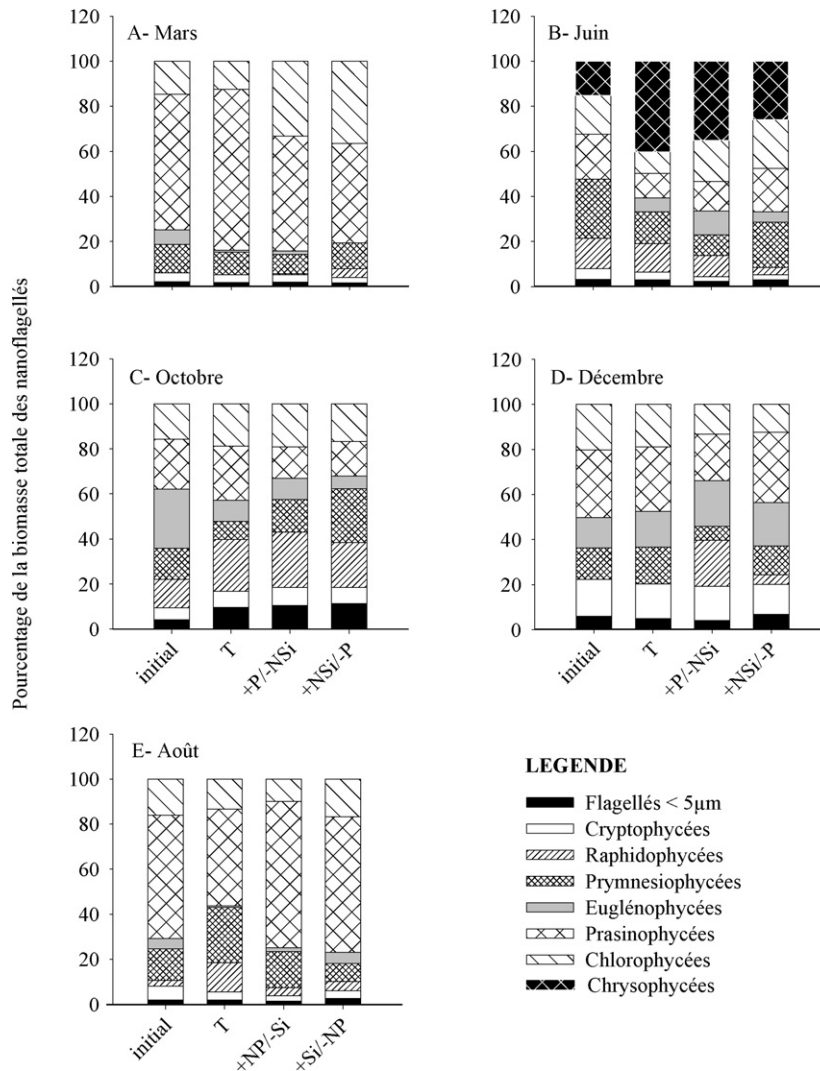 Pourcentage de la biomasse totale des nanoflagellés
A- Mars
120
100
80
60
40
20
0
B- Juin
120
100
80
60
40
20
0
C- Octobre
120
100
80
60
40
20
0
initial
T
+P/-NSi
+NSi/-P
D- Décembre
120
100
80
60
40
20
0
initial
T
+P/-NSi
+NSi/-P
E- Août
120
100
80
60
40
20
0
initial
T
+NP/-Si
+Si/-NP
LEGENDE
Flagellés < 5µm
Cryptophycées
Raphidophycées
Prymnesiophycées
Euglénophycées
Prasinophycées
Chlorophycées
Chrysophycées